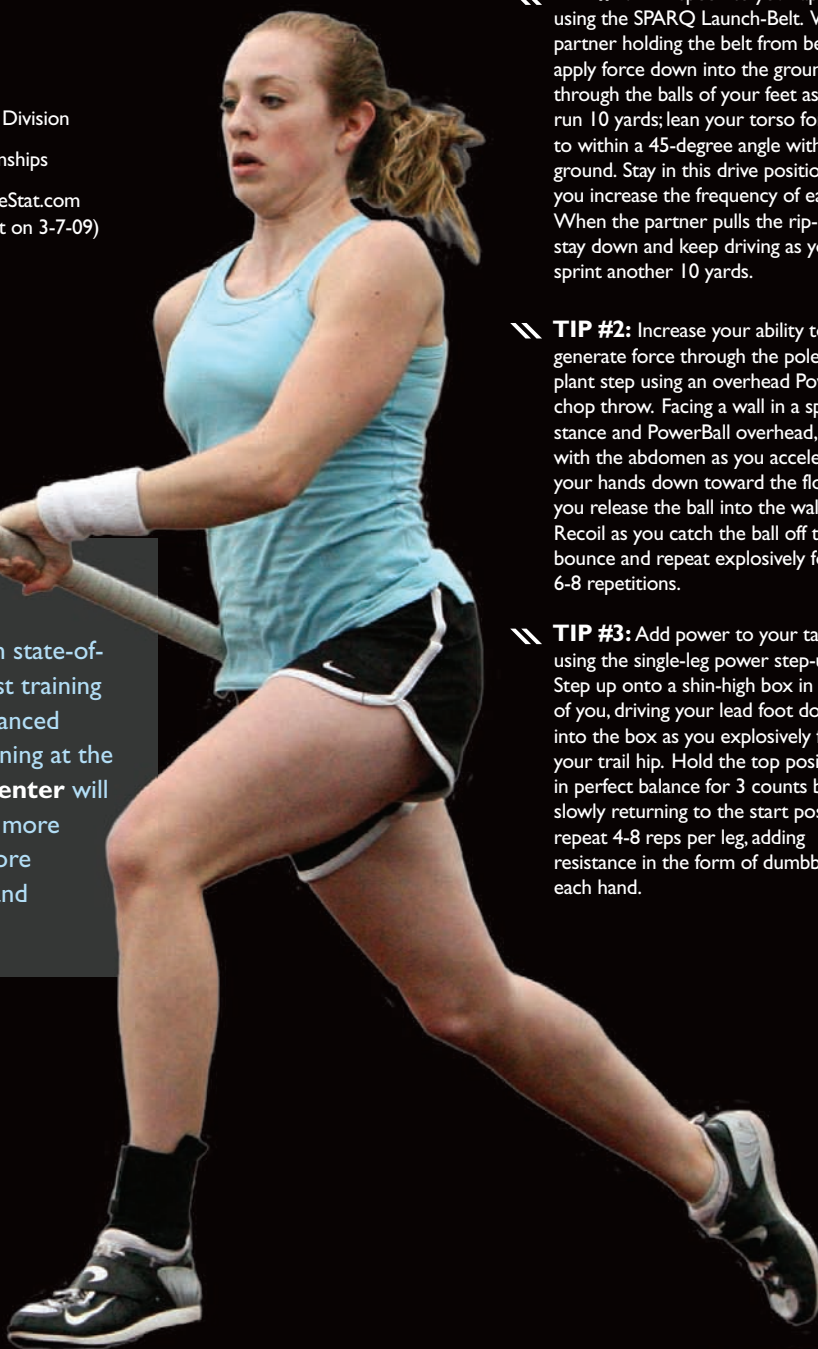 Division
nships
eStat.com
t on 3-7-09)
n state-of-
st training
anced
ning at the
enter will
more
ore
nd
using the SPARQ Launch-Belt.
partner holding the belt from be
apply force down into the groun
through the balls of your feet as
run 10 yards; lean your torso fo
to within a 45-degree angle with
ground. Stay in this drive positio
you increase the frequency of ea
When the partner pulls the rip-
stay down and keep driving as yo
sprint another 10 yards.
TIP #2: Increase your ability to
generate force through the pole
plant step using an overhead Po
chop throw. Facing a wall in a sp
stance and PowerBall overhead,
with the abdomen as you accele
your hands down toward the flo
you release the ball into the wal
Recoil as you catch the ball off t
bounce and repeat explosively fo
6-8 repetitions.
TIP #3: Add power to your ta
using the single-leg power step-u
Step up onto a shin-high box in
of you, driving your lead foot do
into the box as you explosively
your trail hip. Hold the top posi
in perfect balance for 3 counts b
slowly returning to the start pos
repeat 4-8 reps per leg, adding
resistance in the form of dumbb
each hand.